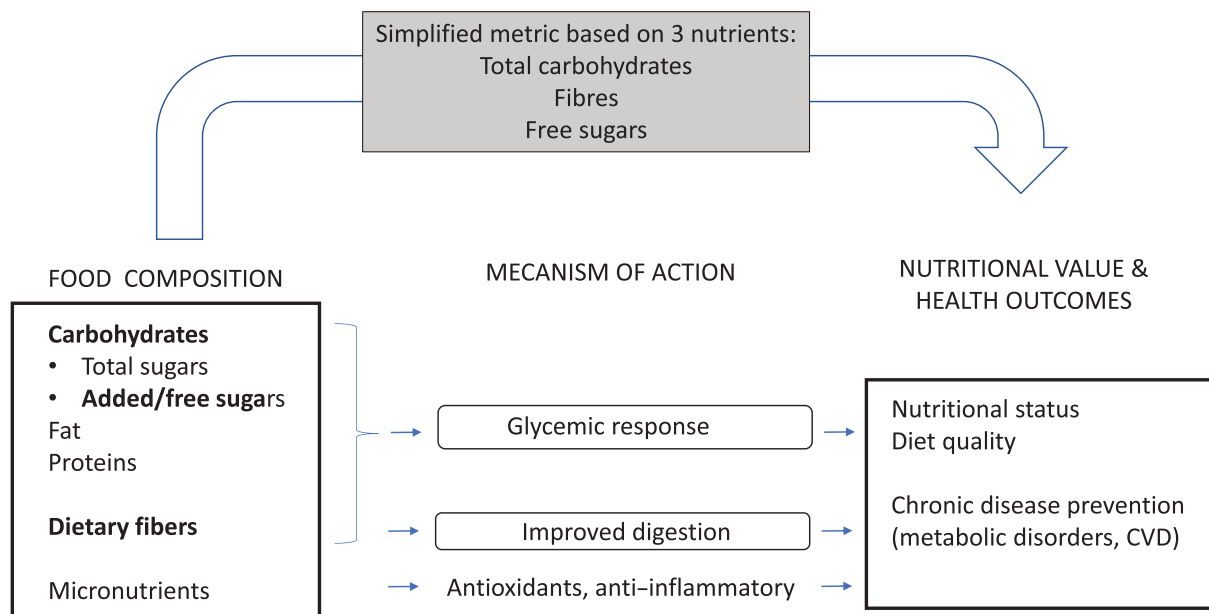 Simplified metric based on 3 nutrients:
Total carbohydrates
Fibres
Free sugars
FOOD COMPOSITION
MECANISM OF ACTION
NUTRITIONAL VALUE &
HEALTH OUTCOMES
Carbohydrates
• Total sugars
• Added/free sugars
Fat
Proteins
Dietary fibers
Micronutrients
Glycemic response
Improved digestion
Antioxidants, anti-inflammatory
Nutritional status
Diet quality
Chronic disease prevention
(metabolic disorders, CVD)